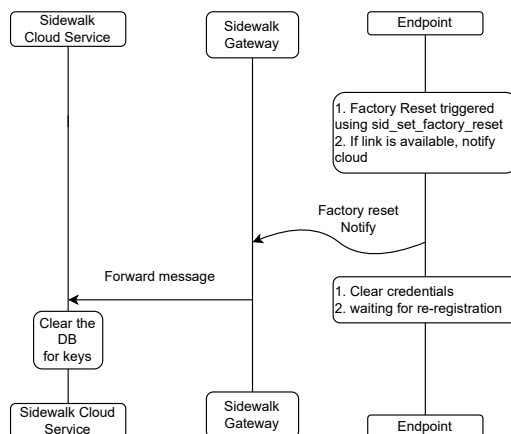 Sidewalk
Cloud Service
Sidewalk
Gateway
Endpoint
1. Factory Reset triggered
using sid_set_factory_reset
2. If link is available, notify
cloud
Factory reset
Notify
Forward message
1. Clear credentials
2. waiting for re-registration
Clear the
DB
for keys
Sidewalk Cloud
Service
Sidewalk
Gateway
Endpoint